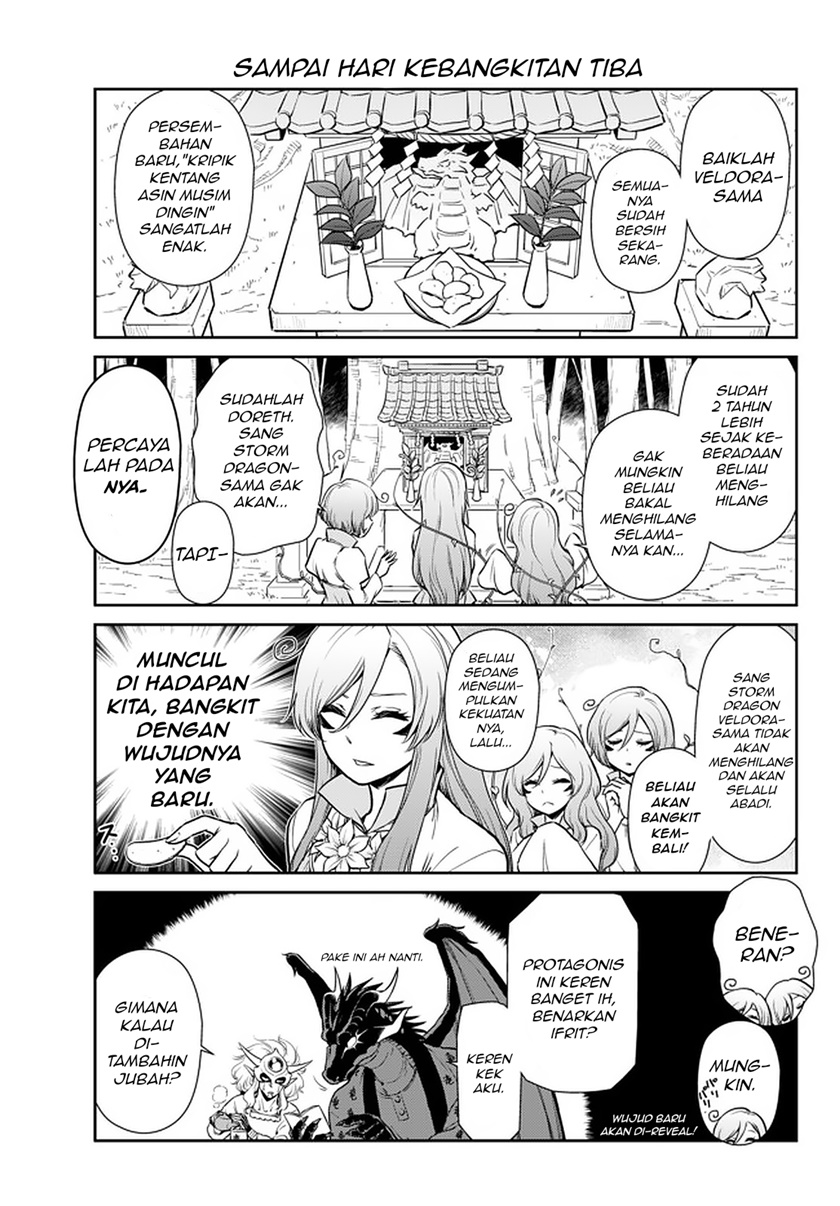 SAMPAI HARI KEBANGKITAN TIBA
BAIKLAH
VELDORA-
SAMA
SEMUA-
NYA
SUDAH
BERSIH
SEKA-
RANG.
PERSEM-
BAHAN
BARU,"KRIPIK
KENTANG
ASIN MUSIM
DINGIN"
SANGATLAH
ENAK.
SUDAH
2 TAHUN
LEBIH
SEJAK KE-
BERADAAN
BELIAU
MENG-
HILANG
GAK
MUNGKIN
BELIAU
BAKAL
MENGHILANG
SELAMA-
NYA KAN...
SUDAHLAH
DORETH.
SANG
STORM
DRAGON-
SAMA GAK
AKAN...
TAPI-
PERCAYA
LAH PADA
NYA.
SANG
STORM
DRAGON
VELDORA-
SAMA TIDAK
AKAN
MENGHILANG
DAN AKAN
SELALU
ABADI.
BELIAU
AKAN
BANGKIT
KEM-
BALI!
BELIAU
SEDANG
MENGUM-
PULKAN
KEKUATAN
NYA,
LALU...
MUNCUL
DI HADAPAN
KITA, BANGKIT
DENGAN
WUJUDNYA
YANG
BARU.
ス…
BENE-
RAN?
MUNG-
KIN.
WUJUD BARU
AKAN DI-REVEAL!
PROTAGONIS
INI KEREN
BANGET IH,
BENARKAN
IFRIT?
KEREN
KEK
AKU.
PAKE INI AH NANTI.
GIMANA
KALAU
DI-
TAMBAHIN
JUBAH?